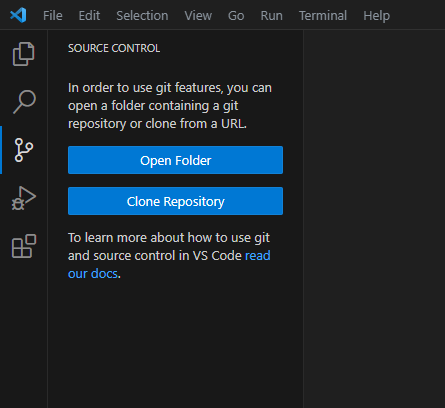 File Edit Selection View Go Run Terminal Help
SOURCE CONTROL
In order to use git features, you can
open a folder containing a git
repository or clone from a URL.
Open Folder
Clone Repository
To learn more about how to use git
and source control in VS Code read
our docs.